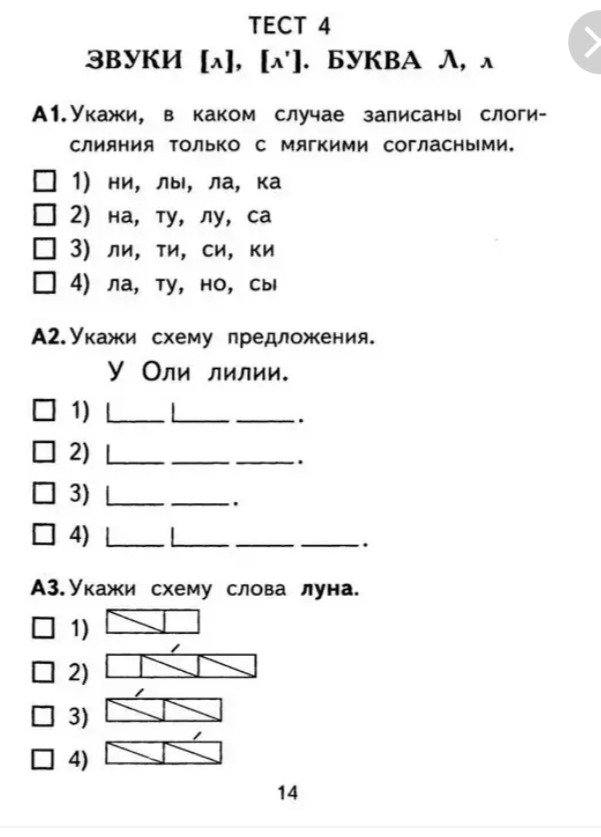 ТЕСТ 4
ЗВУКИ [л], [л']. БУКВА Л, л
А1. Укажи, в каком случае записаны слоги-
слияния только с мягкими согласными.
1) ни, лы, ла, ка
2) на, ту, лу, са
3) ли, ти, си, ки
4) ла, ту, но, сы
А2. Укажи схему предложения.
У Оли лилии.
1)
2)
3)
4)
А3. Укажи схему слова луна.
1)
2)
3)
4)
14